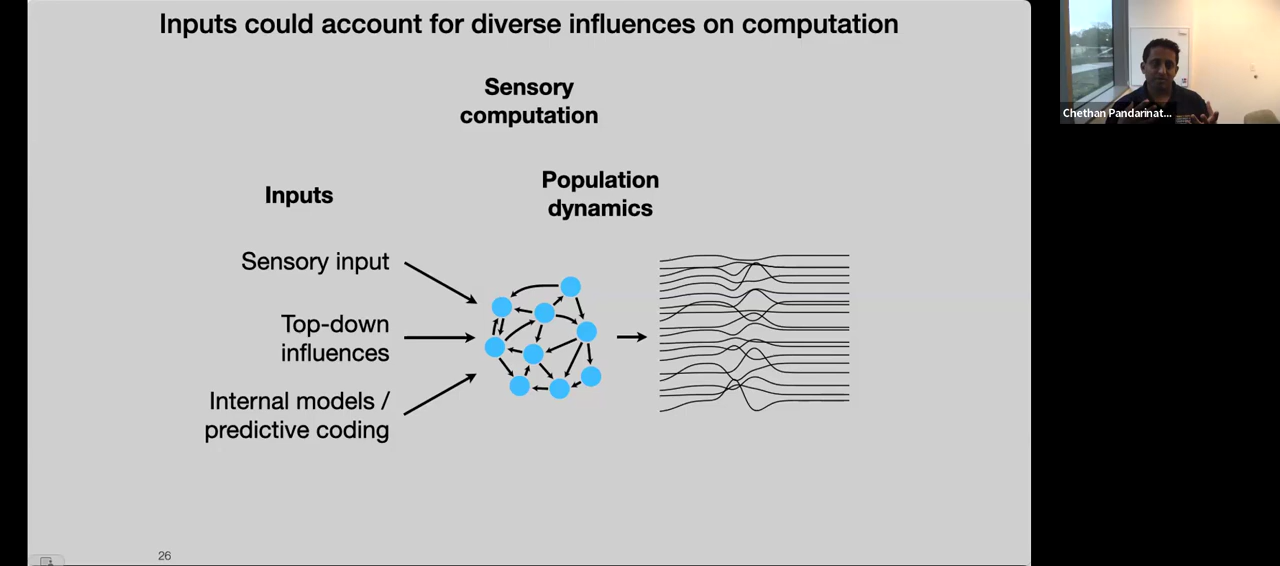 Inputs could account for diverse influences on computation
Chethan Pandarinat...
Sensory
computation
Inputs
Population
dynamics
Sensory input
Top-down
influences
Internal models /
predictive coding
26